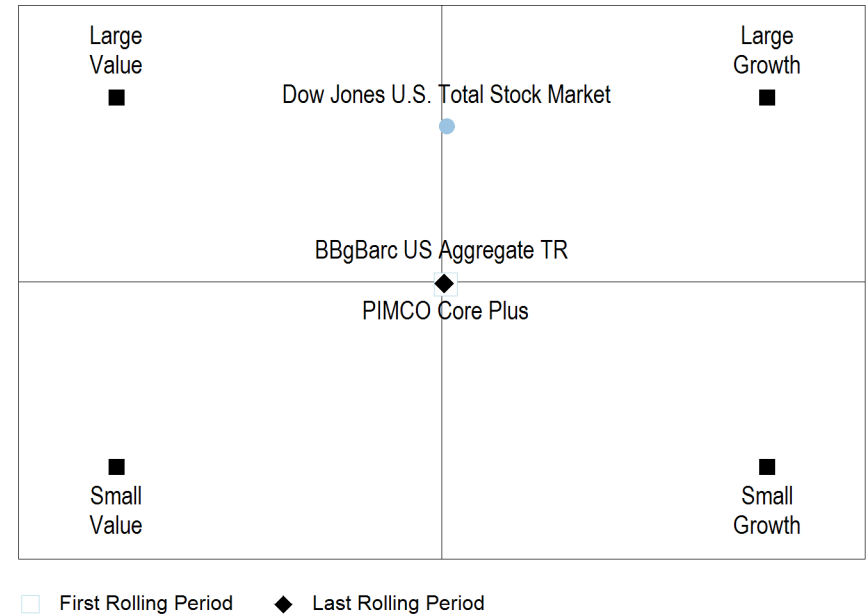 Large
Value
Large
Growth
Dow Jones U.S. Total Stock Market
BBgBarc US Aggregate TR
PIMCO Core Plus
Small
Value
Small
Growth
First Rolling Period
Last Rolling Period